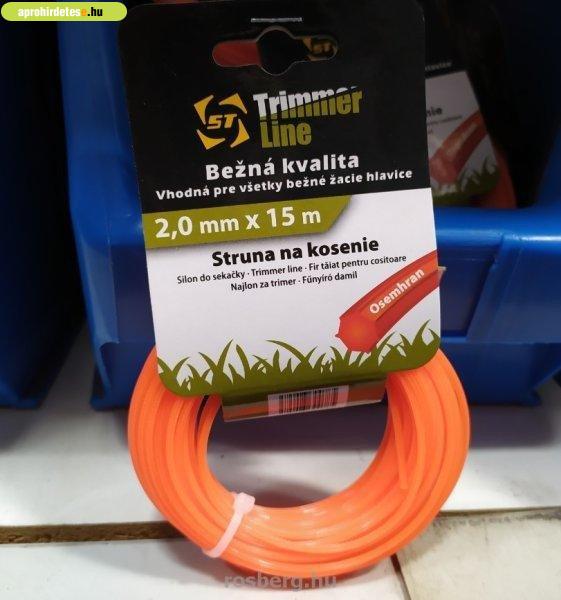 aprohirdetes.hu
ST
ST
Trimmer
Line
Bežná kvalita
Vhodná pre všetky bežné žacie hlavice
2,0 mm x 15 m
Struna na kosenie
Silon do sekačky · Trimmer line · Fir tăiat pentru cositoare
Najlon za trimer · Fűnyíró damil
Osemhran
rosberg.hu